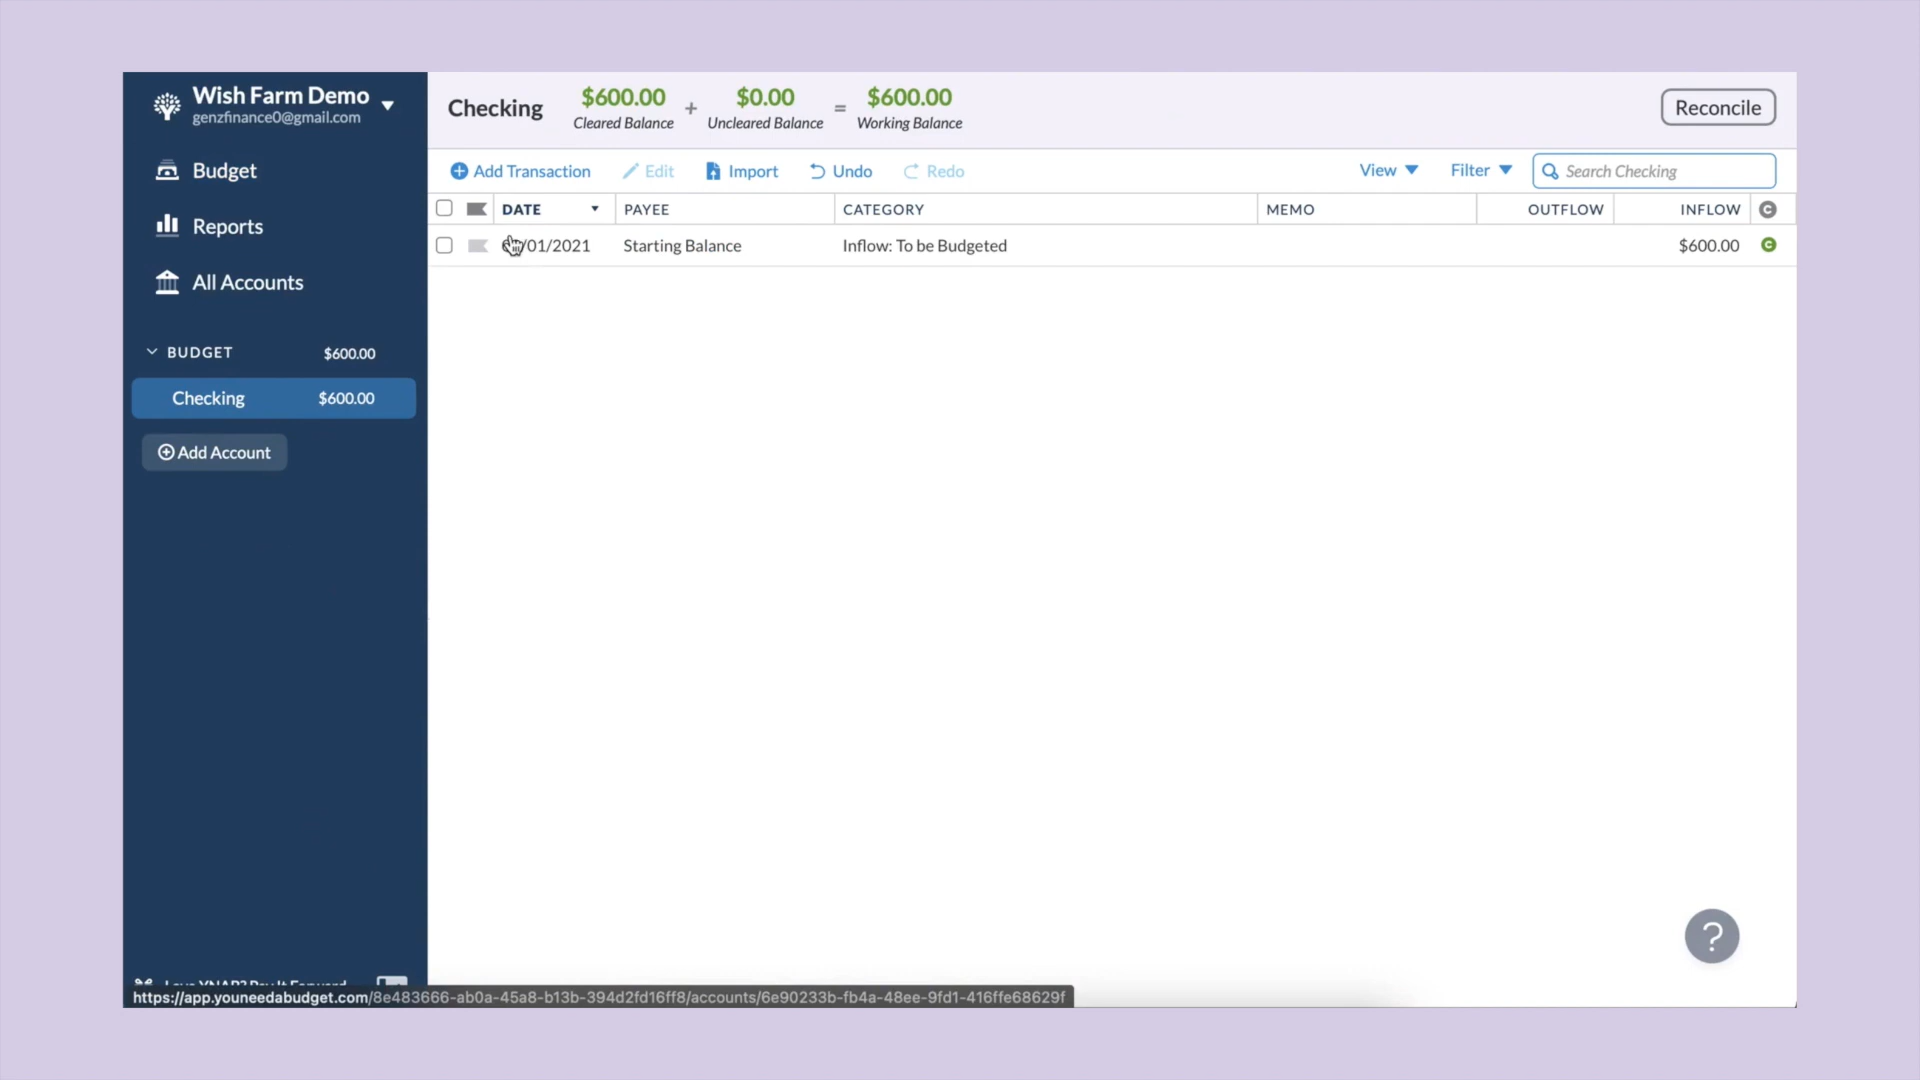 Wish Farm Demo
genzfinance0@gmail.com
Budget
Reports
All Accounts
BUDGET $600.00
Checking $600.00
Add Account
Checking
$600.00 + $0.00 = $600.00
Cleared Balance Uncleared Balance Working Balance
Reconcile
Add Transaction Edit Import Undo Redo View Filter Search Checking
DATE PAYEE CATEGORY MEMO OUTFLOW INFLOW C
/01/2021 Starting Balance Inflow: To be Budgeted $600.00 C
?
https://app.youneedabudget.com/8e483666-ab0a-45a8-b13b-394d2fd16ff8/accounts/6e90233b-fb4a-48ee-9fd1-416ffe68629f